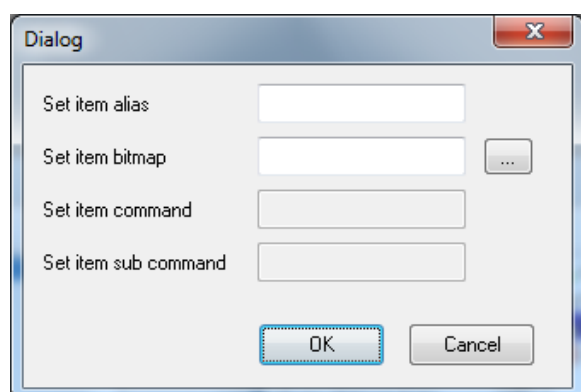 Dialog
Set item alias
Set item bitmap
...
Set item command
Set item sub command
OK
Cancel